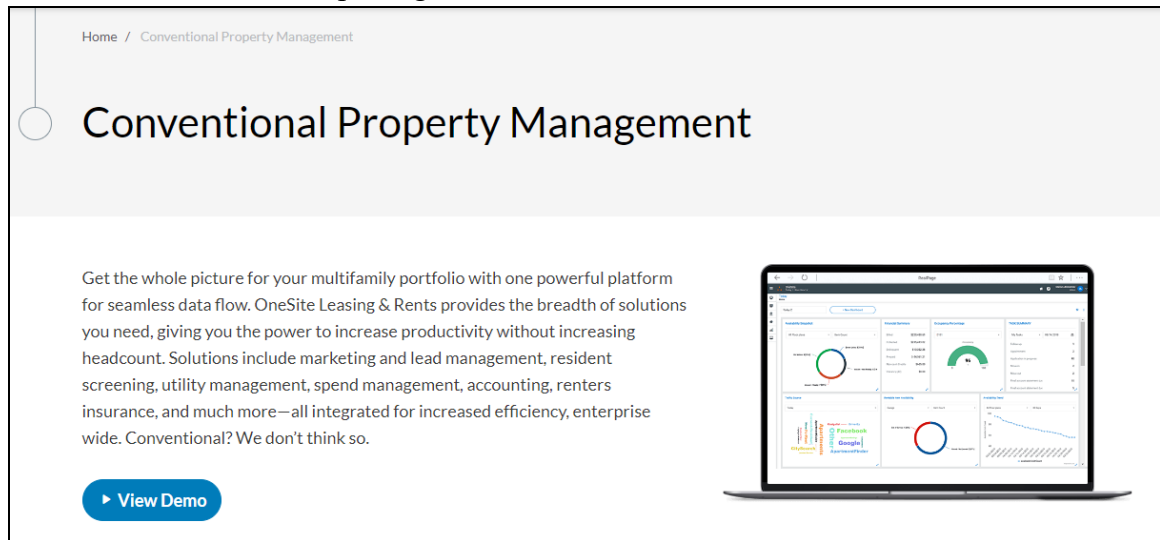 Home / Conventional Property Management
Conventional Property Management
Get the whole picture for your multifamily portfolio with one powerful platform
for seamless data flow. OneSite Leasing & Rents provides the breadth of solutions
you need, giving you the power to increase productivity without increasing
headcount. Solutions include marketing and lead management, resident
screening, utility management, spend management, accounting, renters
insurance, and much more—all integrated for increased efficiency, enterprise
wide. Conventional? We don't think so.
View Demo
RealPage
Facebook
Other
Google
ApartmentFinder